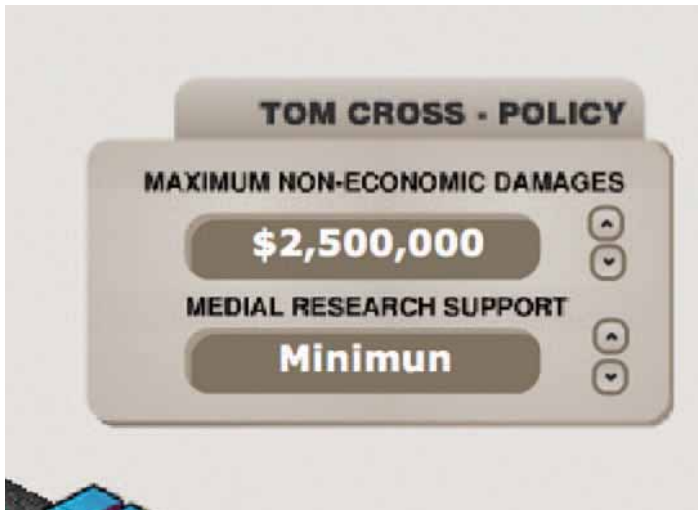 TOM CROSS - POLICY
MAXIMUM NON-ECONOMIC DAMAGES
$2,500,000
MEDIAL RESEARCH SUPPORT
Minimun